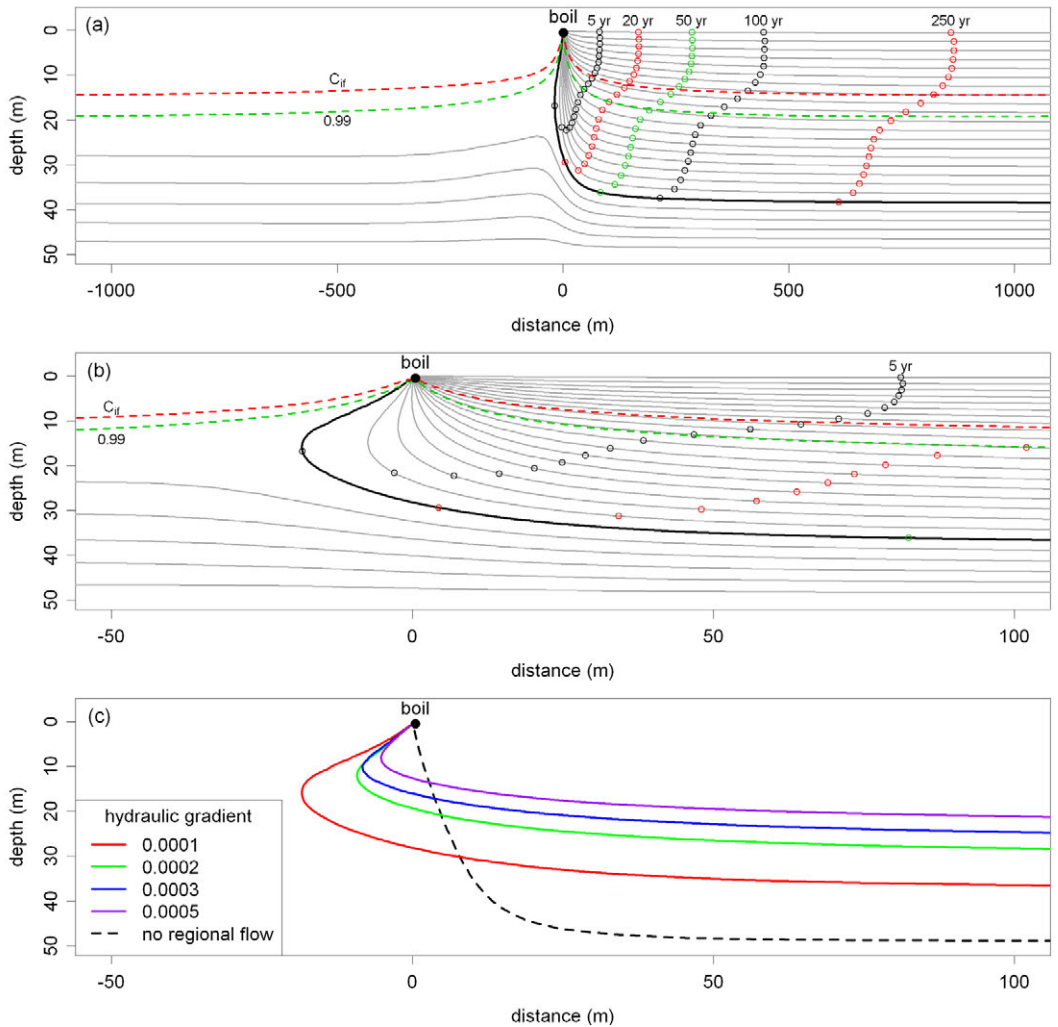 (a)
boil
5 yr 20 yr 50 yr 100 yr 250 yr
Cif
0.99
depth (m)
0
10
20
30
40
50
-1000 -500 0 500 1000
distance (m)
(b)
boil
5 yr
Cif
0.99
depth (m)
0
10
20
30
40
50
-50 0 50 100
distance (m)
(c)
boil
depth (m)
0
10
20
30
40
50
hydraulic gradient
0.0001
0.0002
0.0003
0.0005
no regional flow
-50 0 50 100
distance (m)